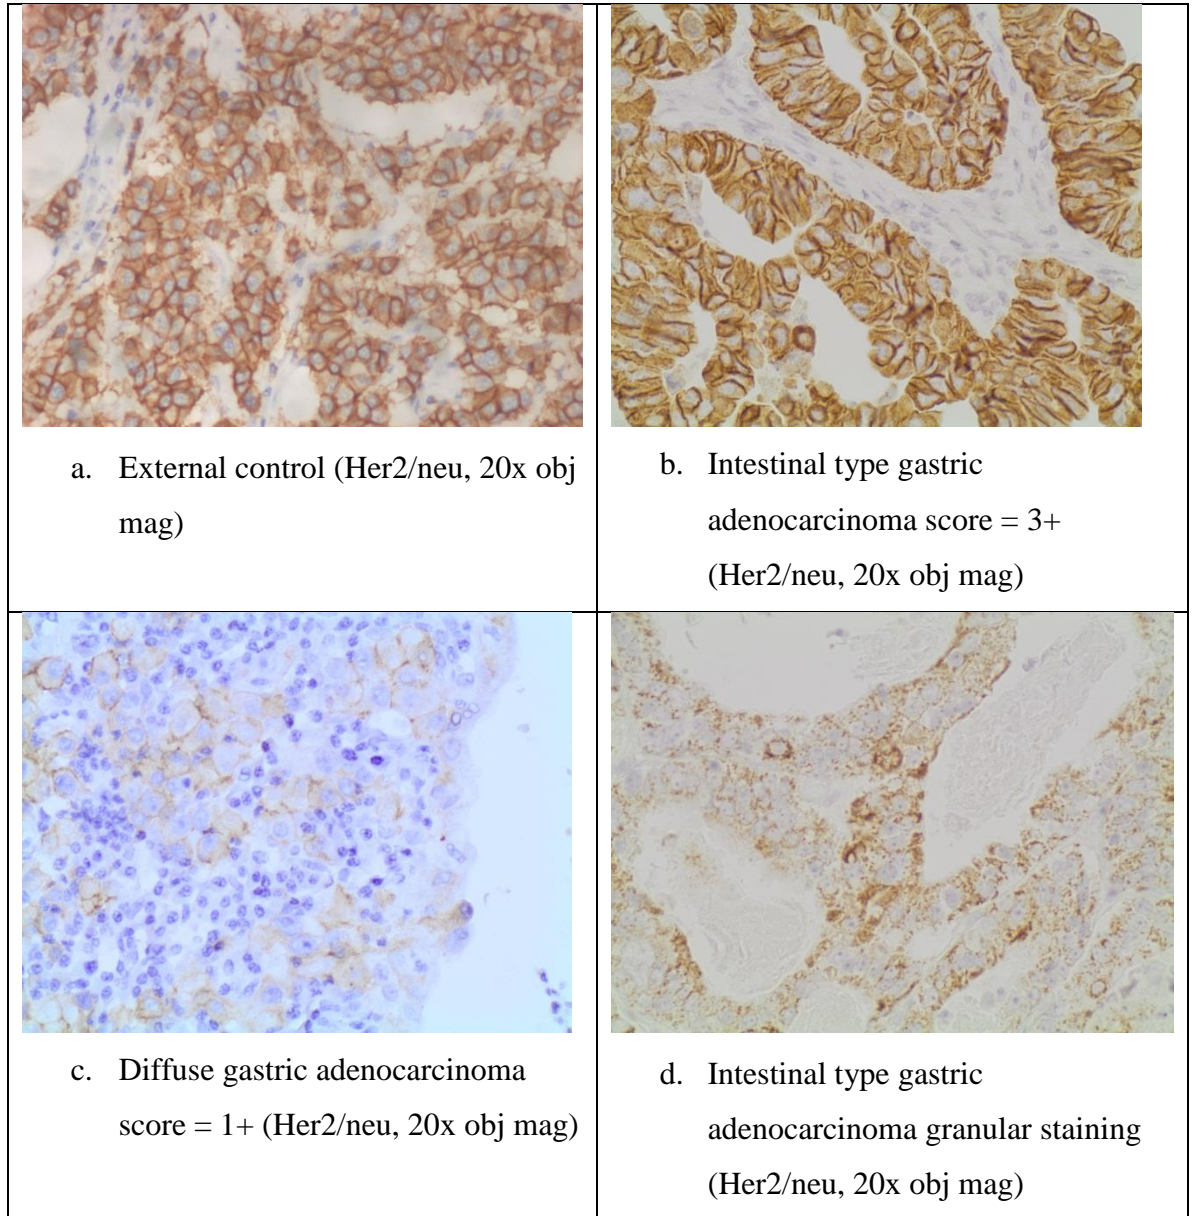 a. External control (Her2/neu, 20x obj
mag)
b. Intestinal type gastric
adenocarcinoma score = 3+
(Her2/neu, 20x obj mag)
c. Diffuse gastric adenocarcinoma
score = 1+ (Her2/neu, 20x obj mag)
d. Intestinal type gastric
adenocarcinoma granular staining
(Her2/neu, 20x obj mag)